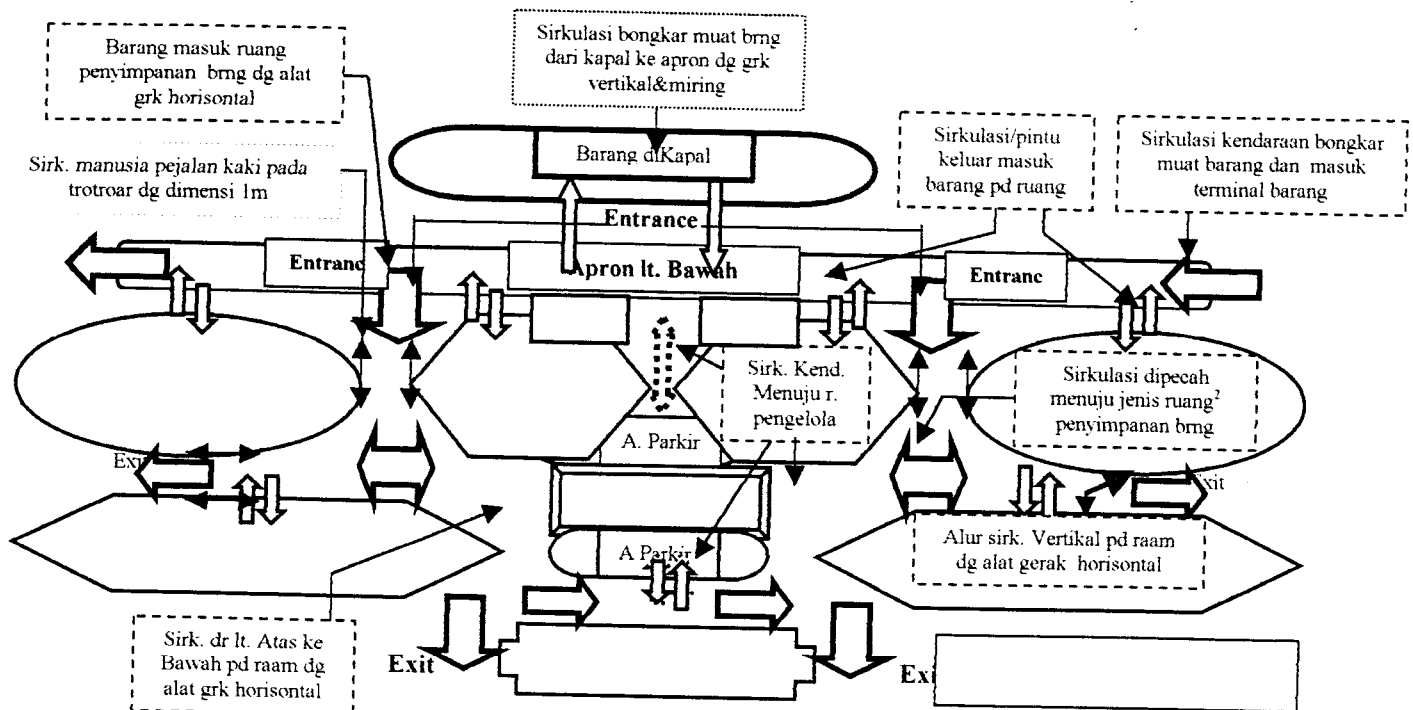 Barang masuk ruang
penyimpanan brng dg alat
grk horisontal
Sirkulasi bongkar muat brng
dari kapal ke apron dg grk
vertikal&miring
Sirk. manusia pejalan kaki pada
trotroar dg dimensi 1m
Barang diKapal
Sirkulasi/pintu
keluar masuk
barang pd ruang
Sirkulasi kendaraan bongkar
muat barang dan masuk
terminal barang
Entrance
Entranc
Apron lt. Bawah
Entranc
Sirk. Kend.
Menuju r.
pengelola
Sirkulasi dipecah
menuju jenis ruang²
penyimpanan brng
A. Parkir
Exi
Exit
A Parkir
Alur sirk. Vertikal pd raam
dg alat gerak horisontal
Sirk. dr lt. Atas ke
Bawah pd raam dg
alat grk horisontal
Exit
Exi